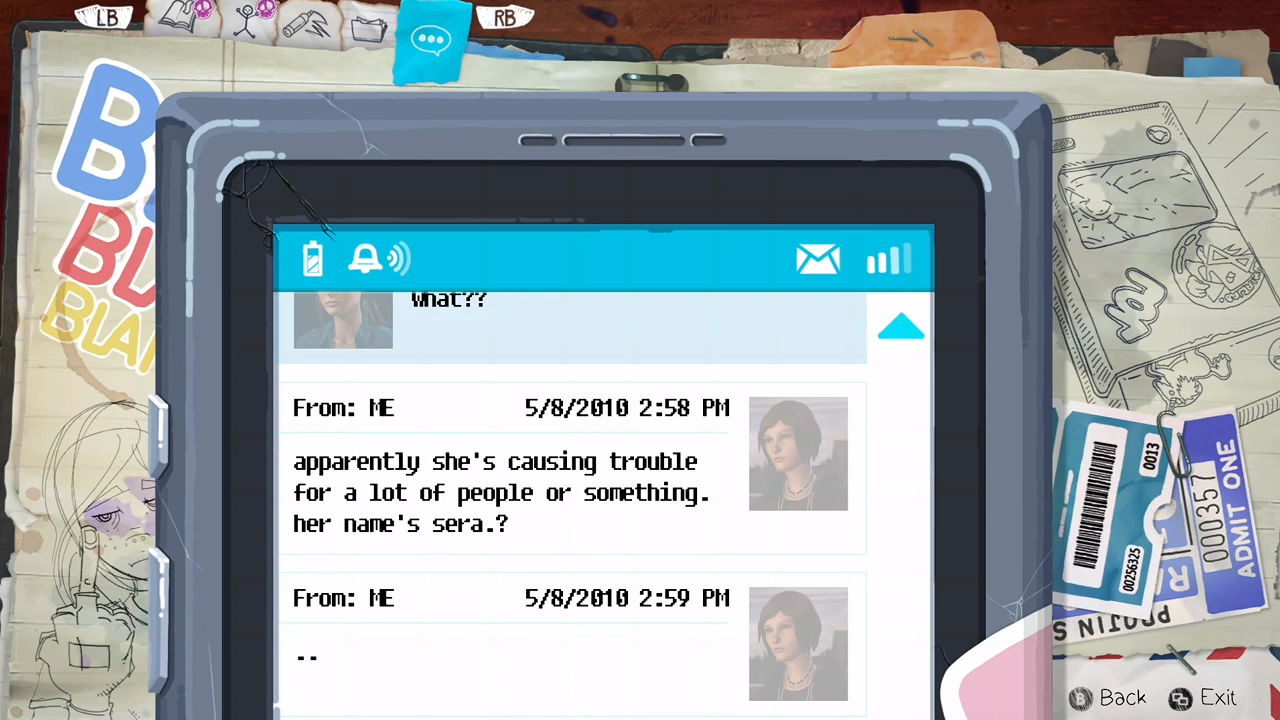 LB
RB
What??
From: ME
5/8/2010 2:58 PM
apparently she's causing trouble
for a lot of people or something.
her name's sera.?
From: ME
5/8/2010 2:59 PM
..
0013
00256325
000357
ADMIT ONE
B Back
Exit